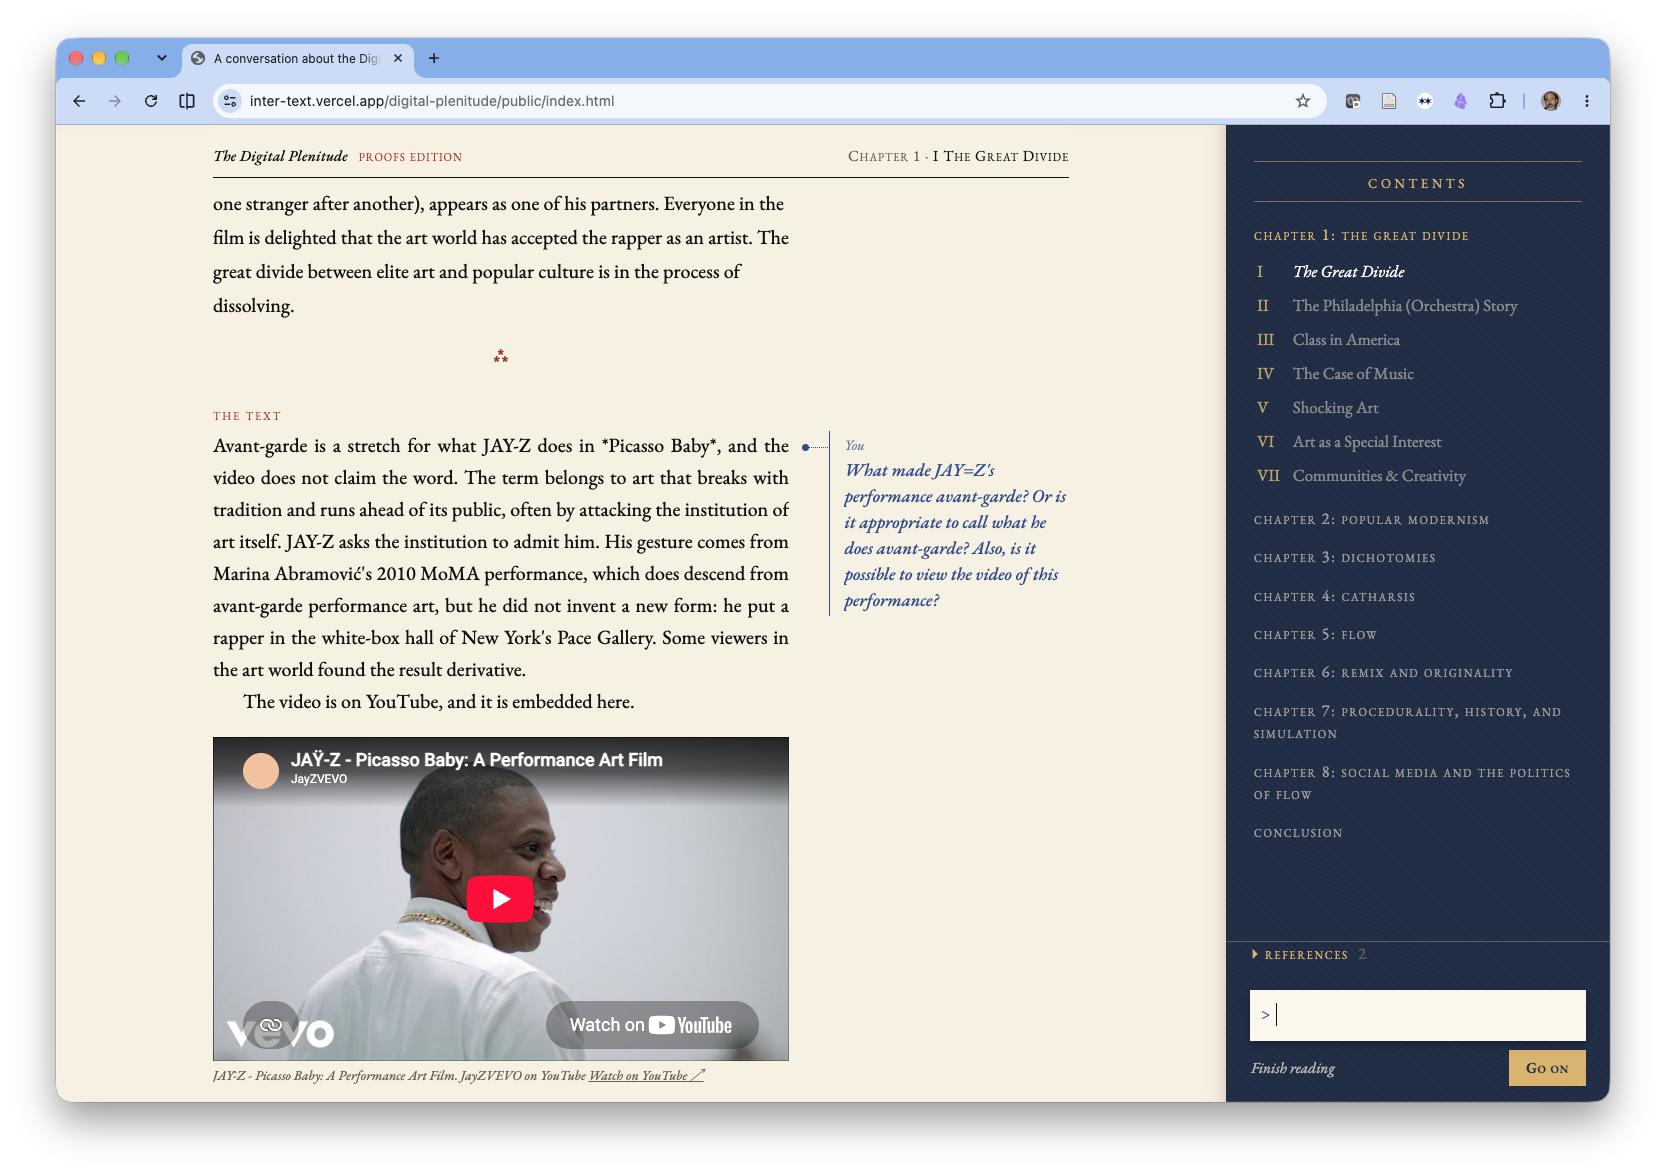 A conversation about the Dig
inter-text.vercel.app/digital-plenitude/public/index.html
The Digital Plenitude PROOFS EDITION
CHAPTER 1 · I THE GREAT DIVIDE
one stranger after another), appears as one of his partners. Everyone in the
film is delighted that the art world has accepted the rapper as an artist. The
great divide between elite art and popular culture is in the process of
dissolving.
⁂
THE TEXT
Avant-garde is a stretch for what JAY-Z does in *Picasso Baby*, and the
video does not claim the word. The term belongs to art that breaks with
tradition and runs ahead of its public, often by attacking the institution of
art itself. JAY-Z asks the institution to admit him. His gesture comes from
Marina Abramović's 2010 MoMA performance, which does descend from
avant-garde performance art, but he did not invent a new form: he put a
rapper in the white-box hall of New York's Pace Gallery. Some viewers in
the art world found the result derivative.
The video is on YouTube, and it is embedded here.
You
What made JAY=Z's
performance avant-garde? Or is
it appropriate to call what he
does avant-garde? Also, is it
possible to view the video of this
performance?
JAŸ-Z - Picasso Baby: A Performance Art Film
JayZVEVO
vevo
Watch on YouTube
JAY-Z - Picasso Baby: A Performance Art Film. JayZVEVO on YouTube Watch on YouTube ↗
CONTENTS
CHAPTER 1: THE GREAT DIVIDE
I The Great Divide
II The Philadelphia (Orchestra) Story
III Class in America
IV The Case of Music
V Shocking Art
VI Art as a Special Interest
VII Communities & Creativity
CHAPTER 2: POPULAR MODERNISM
CHAPTER 3: DICHOTOMIES
CHAPTER 4: CATHARSIS
CHAPTER 5: FLOW
CHAPTER 6: REMIX AND ORIGINALITY
CHAPTER 7: PROCEDURALITY, HISTORY, AND
SIMULATION
CHAPTER 8: SOCIAL MEDIA AND THE POLITICS
OF FLOW
CONCLUSION
REFERENCES 2
>
Finish reading
GO ON